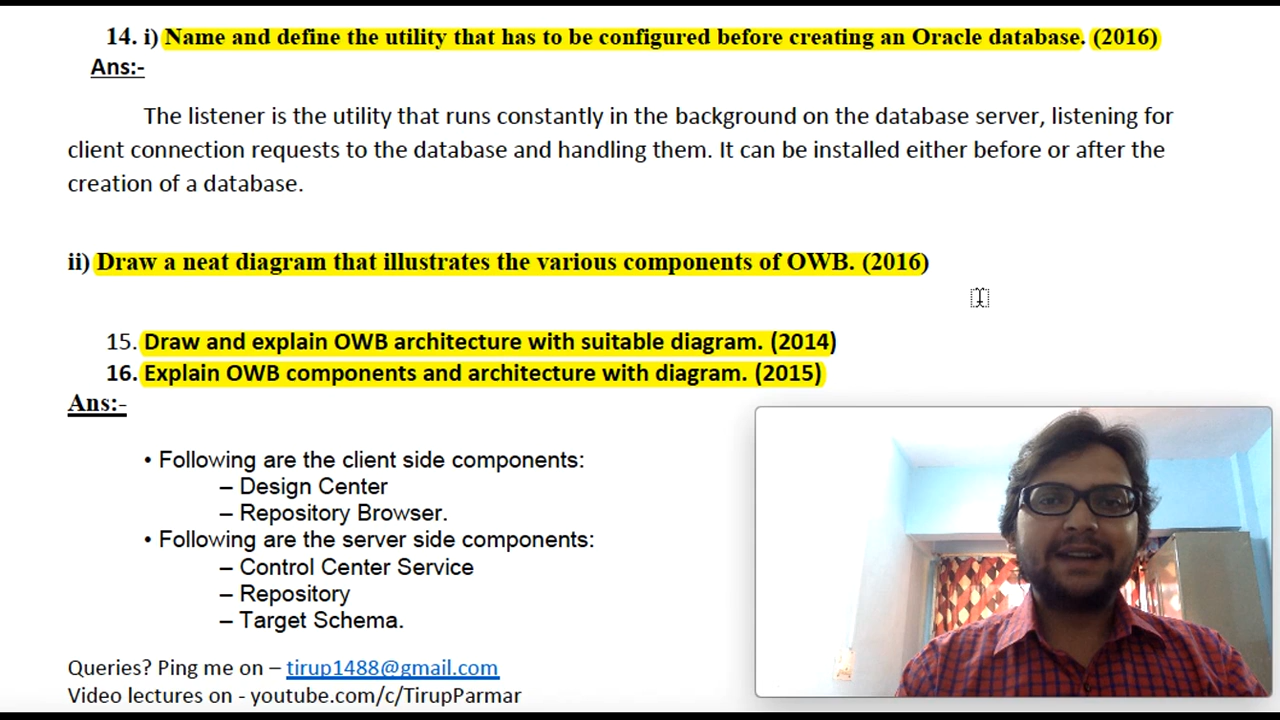 14. i) Name and define the utility that has to be configured before creating an Oracle database. (2016)
Ans:-
The listener is the utility that runs constantly in the background on the database server, listening for
client connection requests to the database and handling them. It can be installed either before or after the
creation of a database.
ii) Draw a neat diagram that illustrates the various components of OWB. (2016)
15. Draw and explain OWB architecture with suitable diagram. (2014)
16. Explain OWB components and architecture with diagram. (2015)
Ans:-
• Following are the client side components:
– Design Center
– Repository Browser.
• Following are the server side components:
– Control Center Service
– Repository
– Target Schema.
Queries? Ping me on – tirup1488@gmail.com
Video lectures on - youtube.com/c/TirupParmar